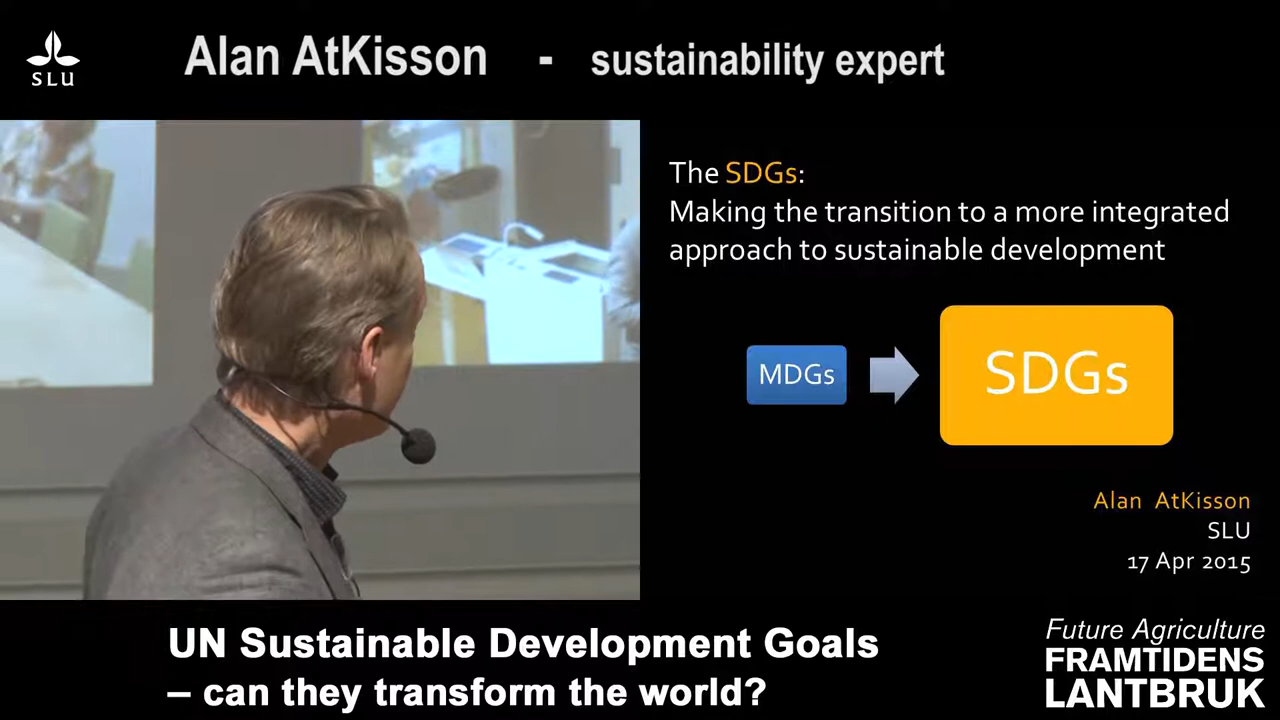 SLU
Alan AtKisson - sustainability expert
The SDGs:
Making the transition to a more integrated
approach to sustainable development
MDGs
SDGs
Alan AtKisson
SLU
17 Apr 2015
UN Sustainable Development Goals
– can they transform the world?
Future Agriculture
FRAMTIDENS
LANTBRUK